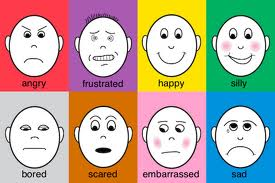 angry frustrated happy silly
bored scared embarrassed sad